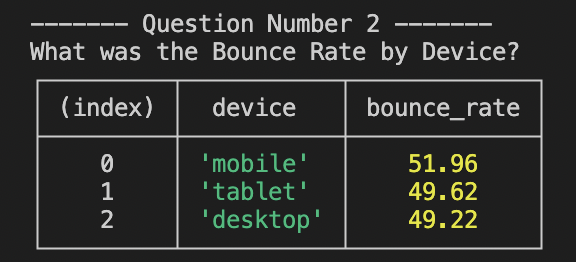 ------- Question Number 2 -------
What was the Bounce Rate by Device?
(index) device bounce_rate
0 'mobile' 51.96
1 'tablet' 49.62
2 'desktop' 49.22